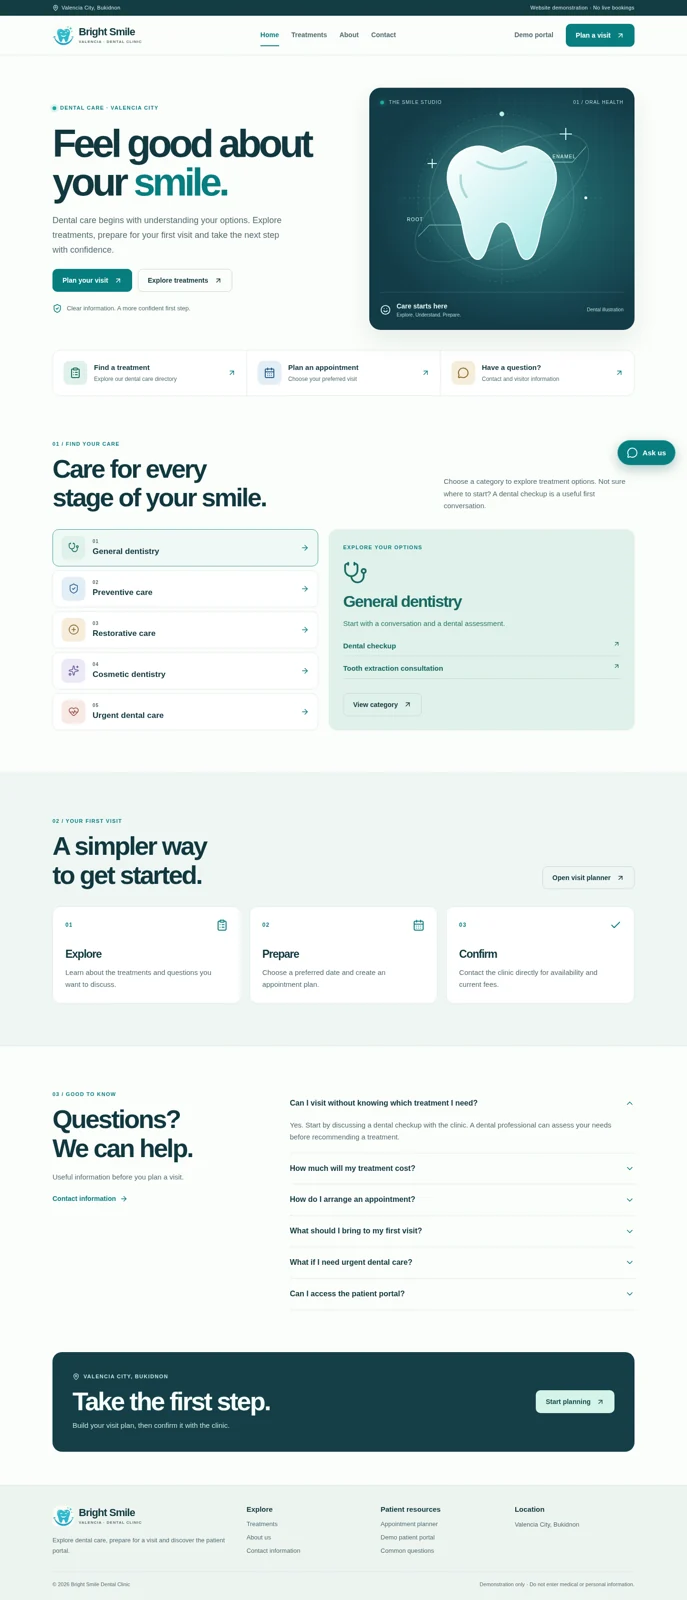 Valencia City, Bukidnon
Website demonstration · No live bookings
Bright Smile
VALENCIA · DENTAL CLINIC
Home
Treatments
About
Contact
Demo portal
Plan a visit
DENTAL CARE · VALENCIA CITY
Feel good about
your smile.
Dental care begins with understanding your options. Explore
treatments, prepare for your first visit and take the next step
with confidence.
Plan your visit
Explore treatments
Clear information. A more confident first step.
THE SMILE STUDIO
01 / ORAL HEALTH
ENAMEL
ROOT
Care starts here
Explore. Understand. Prepare.
Dental illustration
Find a treatment
Explore our dental care directory
Plan an appointment
Choose your preferred visit
Have a question?
Contact and visitor information
Ask us
01 / FIND YOUR CARE
Care for every
stage of your smile.
Choose a category to explore treatment options. Not sure
where to start? A dental checkup is a useful first
conversation.
01
General dentistry
02
Preventive care
03
Restorative care
04
Cosmetic dentistry
05
Urgent dental care
EXPLORE YOUR OPTIONS
General dentistry
Start with a conversation and a dental assessment.
Dental checkup
Tooth extraction consultation
View category
02 / YOUR FIRST VISIT
A simpler way
to get started.
Open visit planner
01
Explore
Learn about the treatments and questions you
want to discuss.
02
Prepare
Choose a preferred date and create an
appointment plan.
03
Confirm
Contact the clinic directly for availability and
current fees.
03 / GOOD TO KNOW
Questions?
We can help.
Useful information before you plan a visit.
Contact information
Can I visit without knowing which treatment I need?
Yes. Start by discussing a dental checkup with the clinic. A dental professional can assess your needs
before recommending a treatment.
How much will my treatment cost?
How do I arrange an appointment?
What should I bring to my first visit?
What if I need urgent dental care?
Can I access the patient portal?
VALENCIA CITY, BUKIDNON
Take the first step.
Build your visit plan, then confirm it with the clinic.
Start planning
Bright Smile
VALENCIA · DENTAL CLINIC
Explore dental care, prepare for a visit and discover the patient
portal.
Explore
Treatments
About us
Contact information
Patient resources
Appointment planner
Demo patient portal
Common questions
Location
Valencia City, Bukidnon
© 2026 Bright Smile Dental Clinic
Demonstration only · Do not enter medical or personal information.